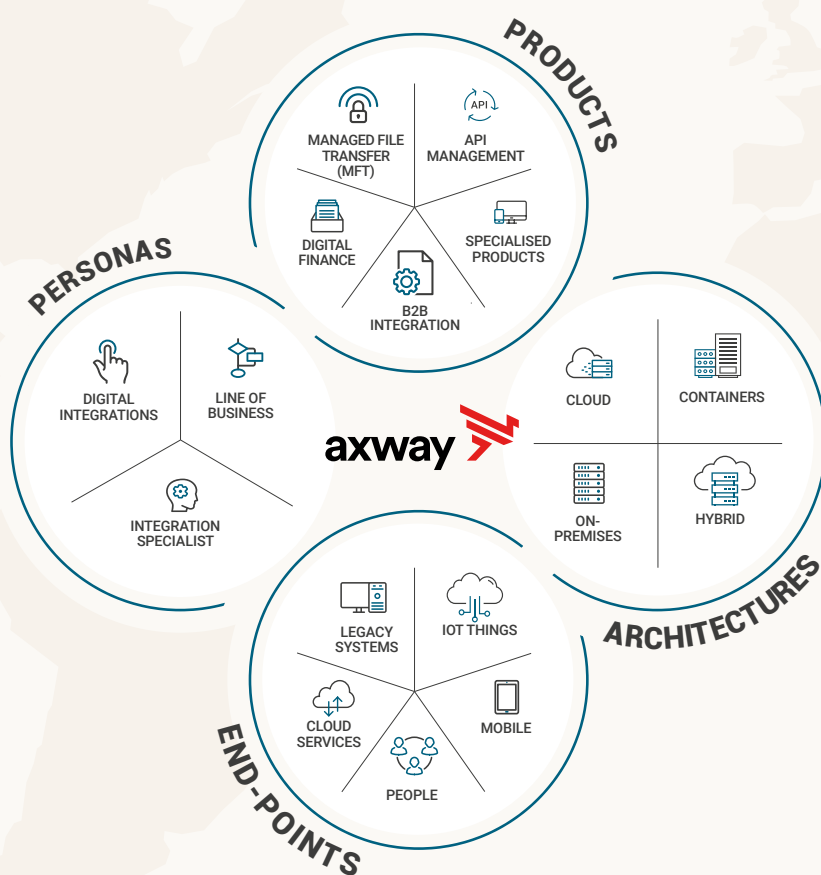 PRODUCTS
MANAGED FILE
TRANSFER
(MFT)
API
API
MANAGEMENT
DIGITAL
FINANCE
SPECIALISED
PRODUCTS
B2B
INTEGRATION
PERSONAS
DIGITAL
INTEGRATIONS
LINE OF
BUSINESS
INTEGRATION
SPECIALIST
axway
CLOUD
CONTAINERS
ON-
PREMISES
HYBRID
ARCHITECTURES
LEGACY
SYSTEMS
IOT THINGS
CLOUD
SERVICES
MOBILE
PEOPLE
END-POINTS